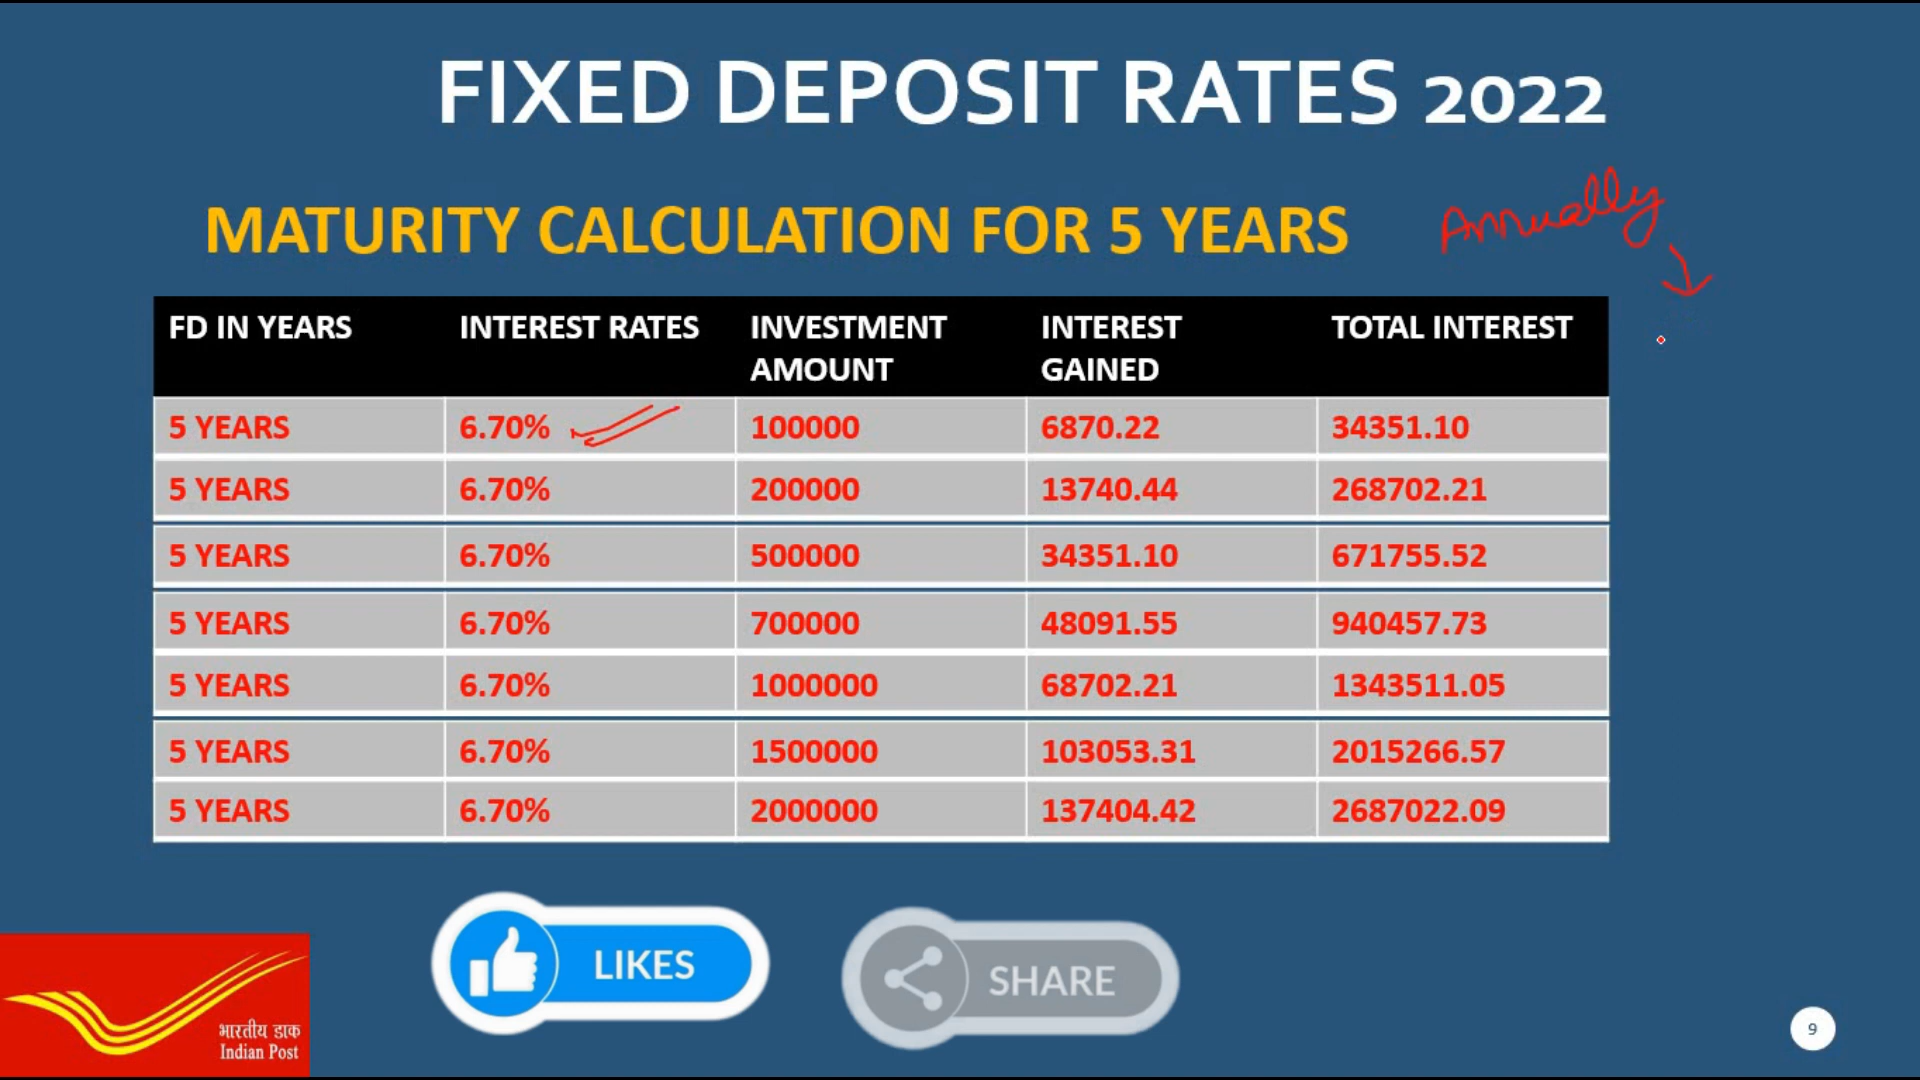 FIXED DEPOSIT RATES 2022
MATURITY CALCULATION FOR 5 YEARS
Annually
FD IN YEARS INTEREST RATES INVESTMENT AMOUNT INTEREST GAINED TOTAL INTEREST
5 YEARS 6.70% 100000 6870.22 34351.10
5 YEARS 6.70% 200000 13740.44 268702.21
5 YEARS 6.70% 500000 34351.10 671755.52
5 YEARS 6.70% 700000 48091.55 940457.73
5 YEARS 6.70% 1000000 68702.21 1343511.05
5 YEARS 6.70% 1500000 103053.31 2015266.57
5 YEARS 6.70% 2000000 137404.42 2687022.09
LIKES
SHARE
भारतीय डाक
Indian Post
9